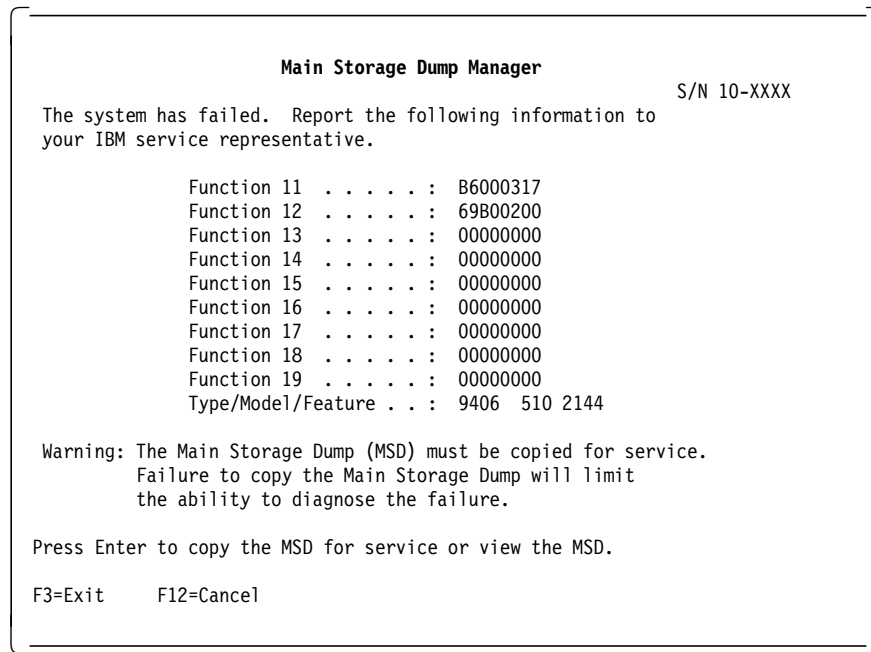 Main Storage Dump Manager
S/N 10-XXXX
The system has failed.  Report the following information to
your IBM service representative.
Function 11  . . . . . :  B6000317
Function 12  . . . . . :  69B00200
Function 13  . . . . . :  00000000
Function 14  . . . . . :  00000000
Function 15  . . . . . :  00000000
Function 16  . . . . . :  00000000
Function 17  . . . . . :  00000000
Function 18  . . . . . :  00000000
Function 19  . . . . . :  00000000
Type/Model/Feature . . :  9406  510 2144
Warning: The Main Storage Dump (MSD) must be copied for service.
Failure to copy the Main Storage Dump will limit
the ability to diagnose the failure.
Press Enter to copy the MSD for service or view the MSD.
F3=Exit     F12=Cancel